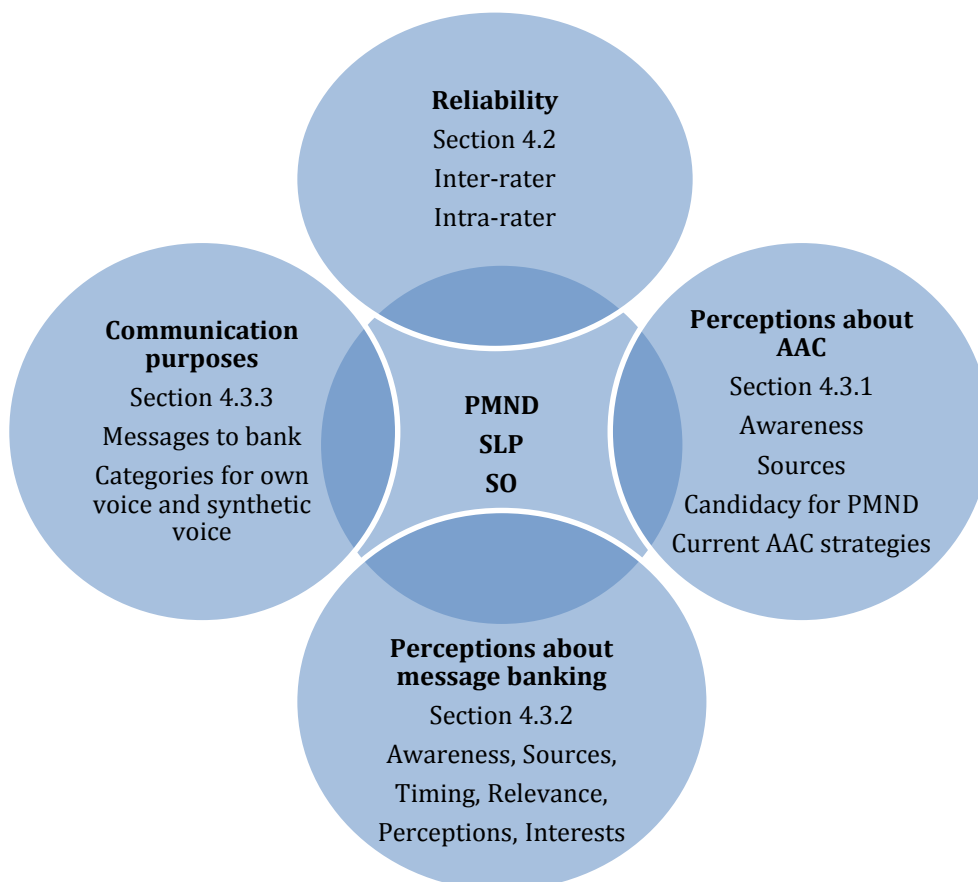 Reliability
Section 4.2
Inter-rater
Intra-rater
Communication
purposes
Section 4.3.3
Messages to bank
Categories for own
voice and synthetic
voice
PMND
SLP
SO
Perceptions about
AAC
Section 4.3.1
Awareness
Sources
Candidacy for PMND
Current AAC strategies
Perceptions about
message banking
Section 4.3.2
Awareness, Sources,
Timing, Relevance,
Perceptions, Interests